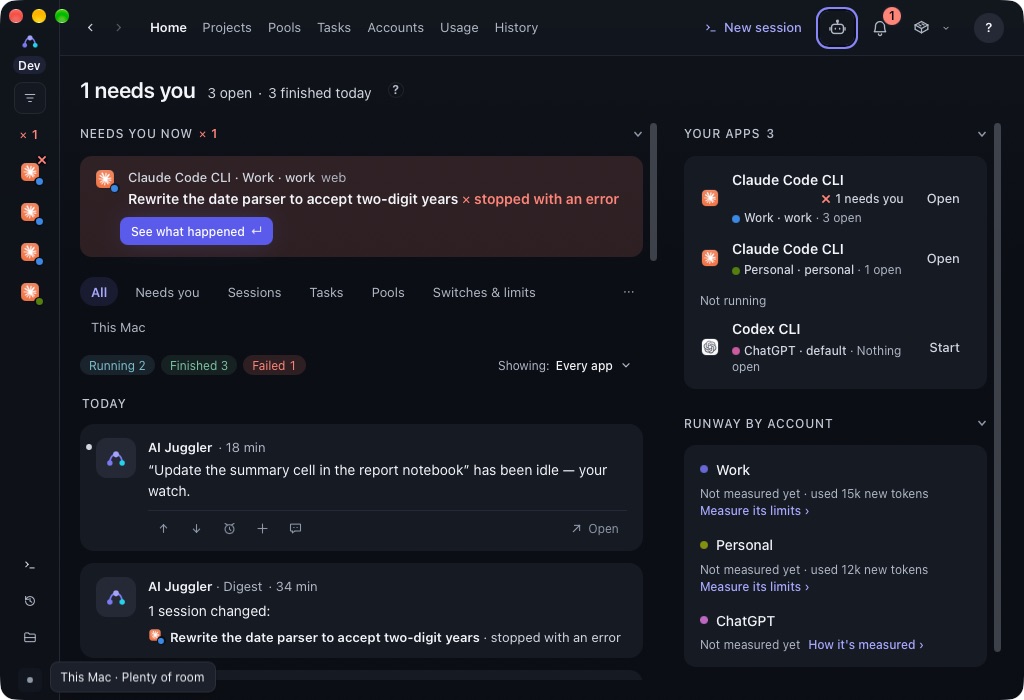 Home Projects Pools Tasks Accounts Usage History
New session
1
?
Dev
× 1
1 needs you
3 open · 3 finished today
?
NEEDS YOU NOW × 1
Claude Code CLI · Work · work web
Rewrite the date parser to accept two-digit years × stopped with an error
See what happened ↵
All Needs you Sessions Tasks Pools Switches & limits ···
This Mac
Running 2 Finished 3 Failed 1
Showing: Every app
TODAY
AI Juggler · 18 min
“Update the summary cell in the report notebook” has been idle — your
watch.
Open
AI Juggler · Digest · 34 min
1 session changed:
Rewrite the date parser to accept two-digit years · stopped with an error
YOUR APPS 3
Claude Code CLI
× 1 needs you
Work · work · 3 open
Open
Claude Code CLI
Personal · personal · 1 open
Open
Not running
Codex CLI
ChatGPT · default · Nothing
open
Start
RUNWAY BY ACCOUNT
Work
Not measured yet · used 15k new tokens
Measure its limits ›
Personal
Not measured yet · used 12k new tokens
Measure its limits ›
ChatGPT
Not measured yet How it's measured ›
This Mac · Plenty of room